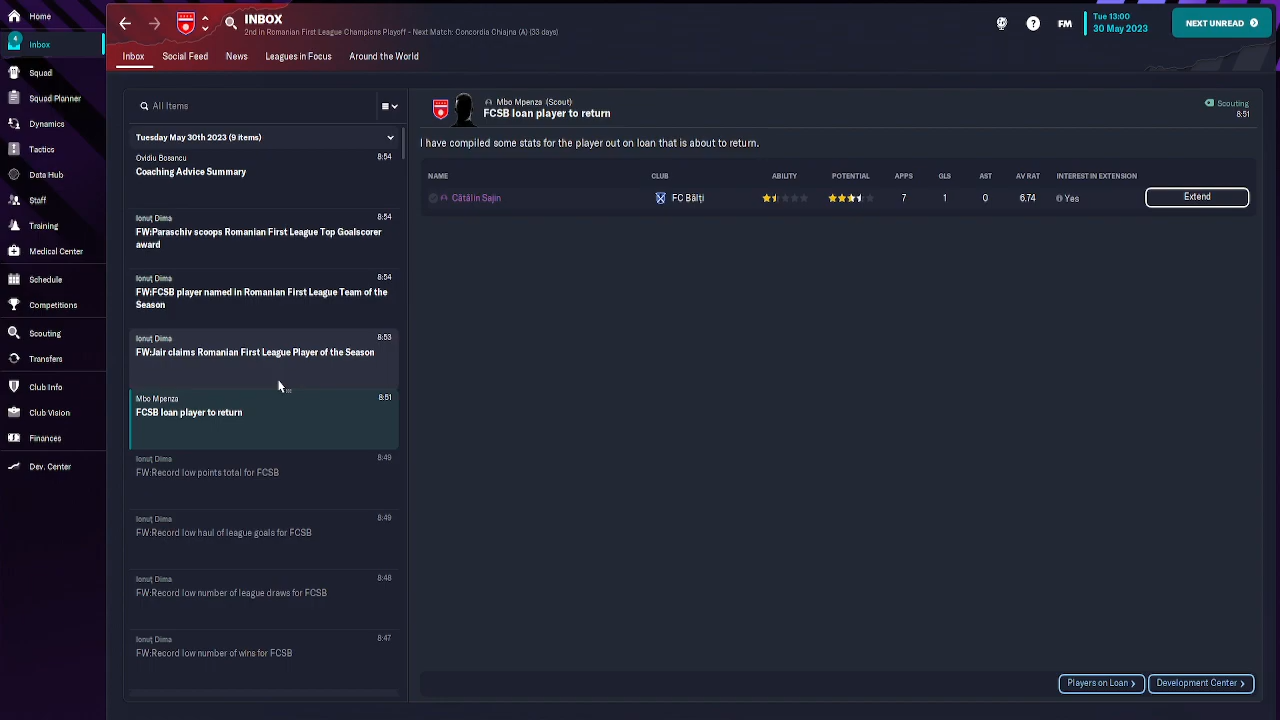 Home
INBOX
2nd in Romanian First League Champions Playoff - Next Match: Concordia Chiajna (A) (33 days)
FM
Tue 13:00
30 May 2023
NEXT UNREAD
4
Inbox
Squad
Squad Planner
Dynamics
Tactics
Data Hub
Staff
Training
Medical Center
Schedule
Competitions
Scouting
Transfers
Club Info
Club Vision
Finances
Dev. Center
Inbox
Social Feed
News
Leagues in Focus
Around the World
All Items
Tuesday May 30th 2023 (9 items)
Ovidiu Bosancu
8:54
Coaching Advice Summary
Ionuț Dima
8:54
FW:Paraschiv scoops Romanian First League Top Goalscorer
award
Ionuț Dima
8:54
FW:FCSB player named in Romanian First League Team of the
Season
Ionuț Dima
8:53
FW:Jair claims Romanian First League Player of the Season
Mbo Mpenza
8:51
FCSB loan player to return
Ionuț Dima
8:49
FW:Record low points total for FCSB
Ionuț Dima
8:49
FW:Record low haul of league goals for FCSB
Ionuț Dima
8:48
FW:Record low number of league draws for FCSB
Ionuț Dima
8:47
FW:Record low number of wins for FCSB
Mbo Mpenza (Scout)
FCSB loan player to return
Scouting
8:51
I have compiled some stats for the player out on loan that is about to return.
NAME CLUB ABILITY POTENTIAL APPS GLS AST AV RAT INTEREST IN EXTENSION
Cătălin Sajin FC Bălți 7 1 0 6.74 Yes Extend
Players on Loan
Development Center